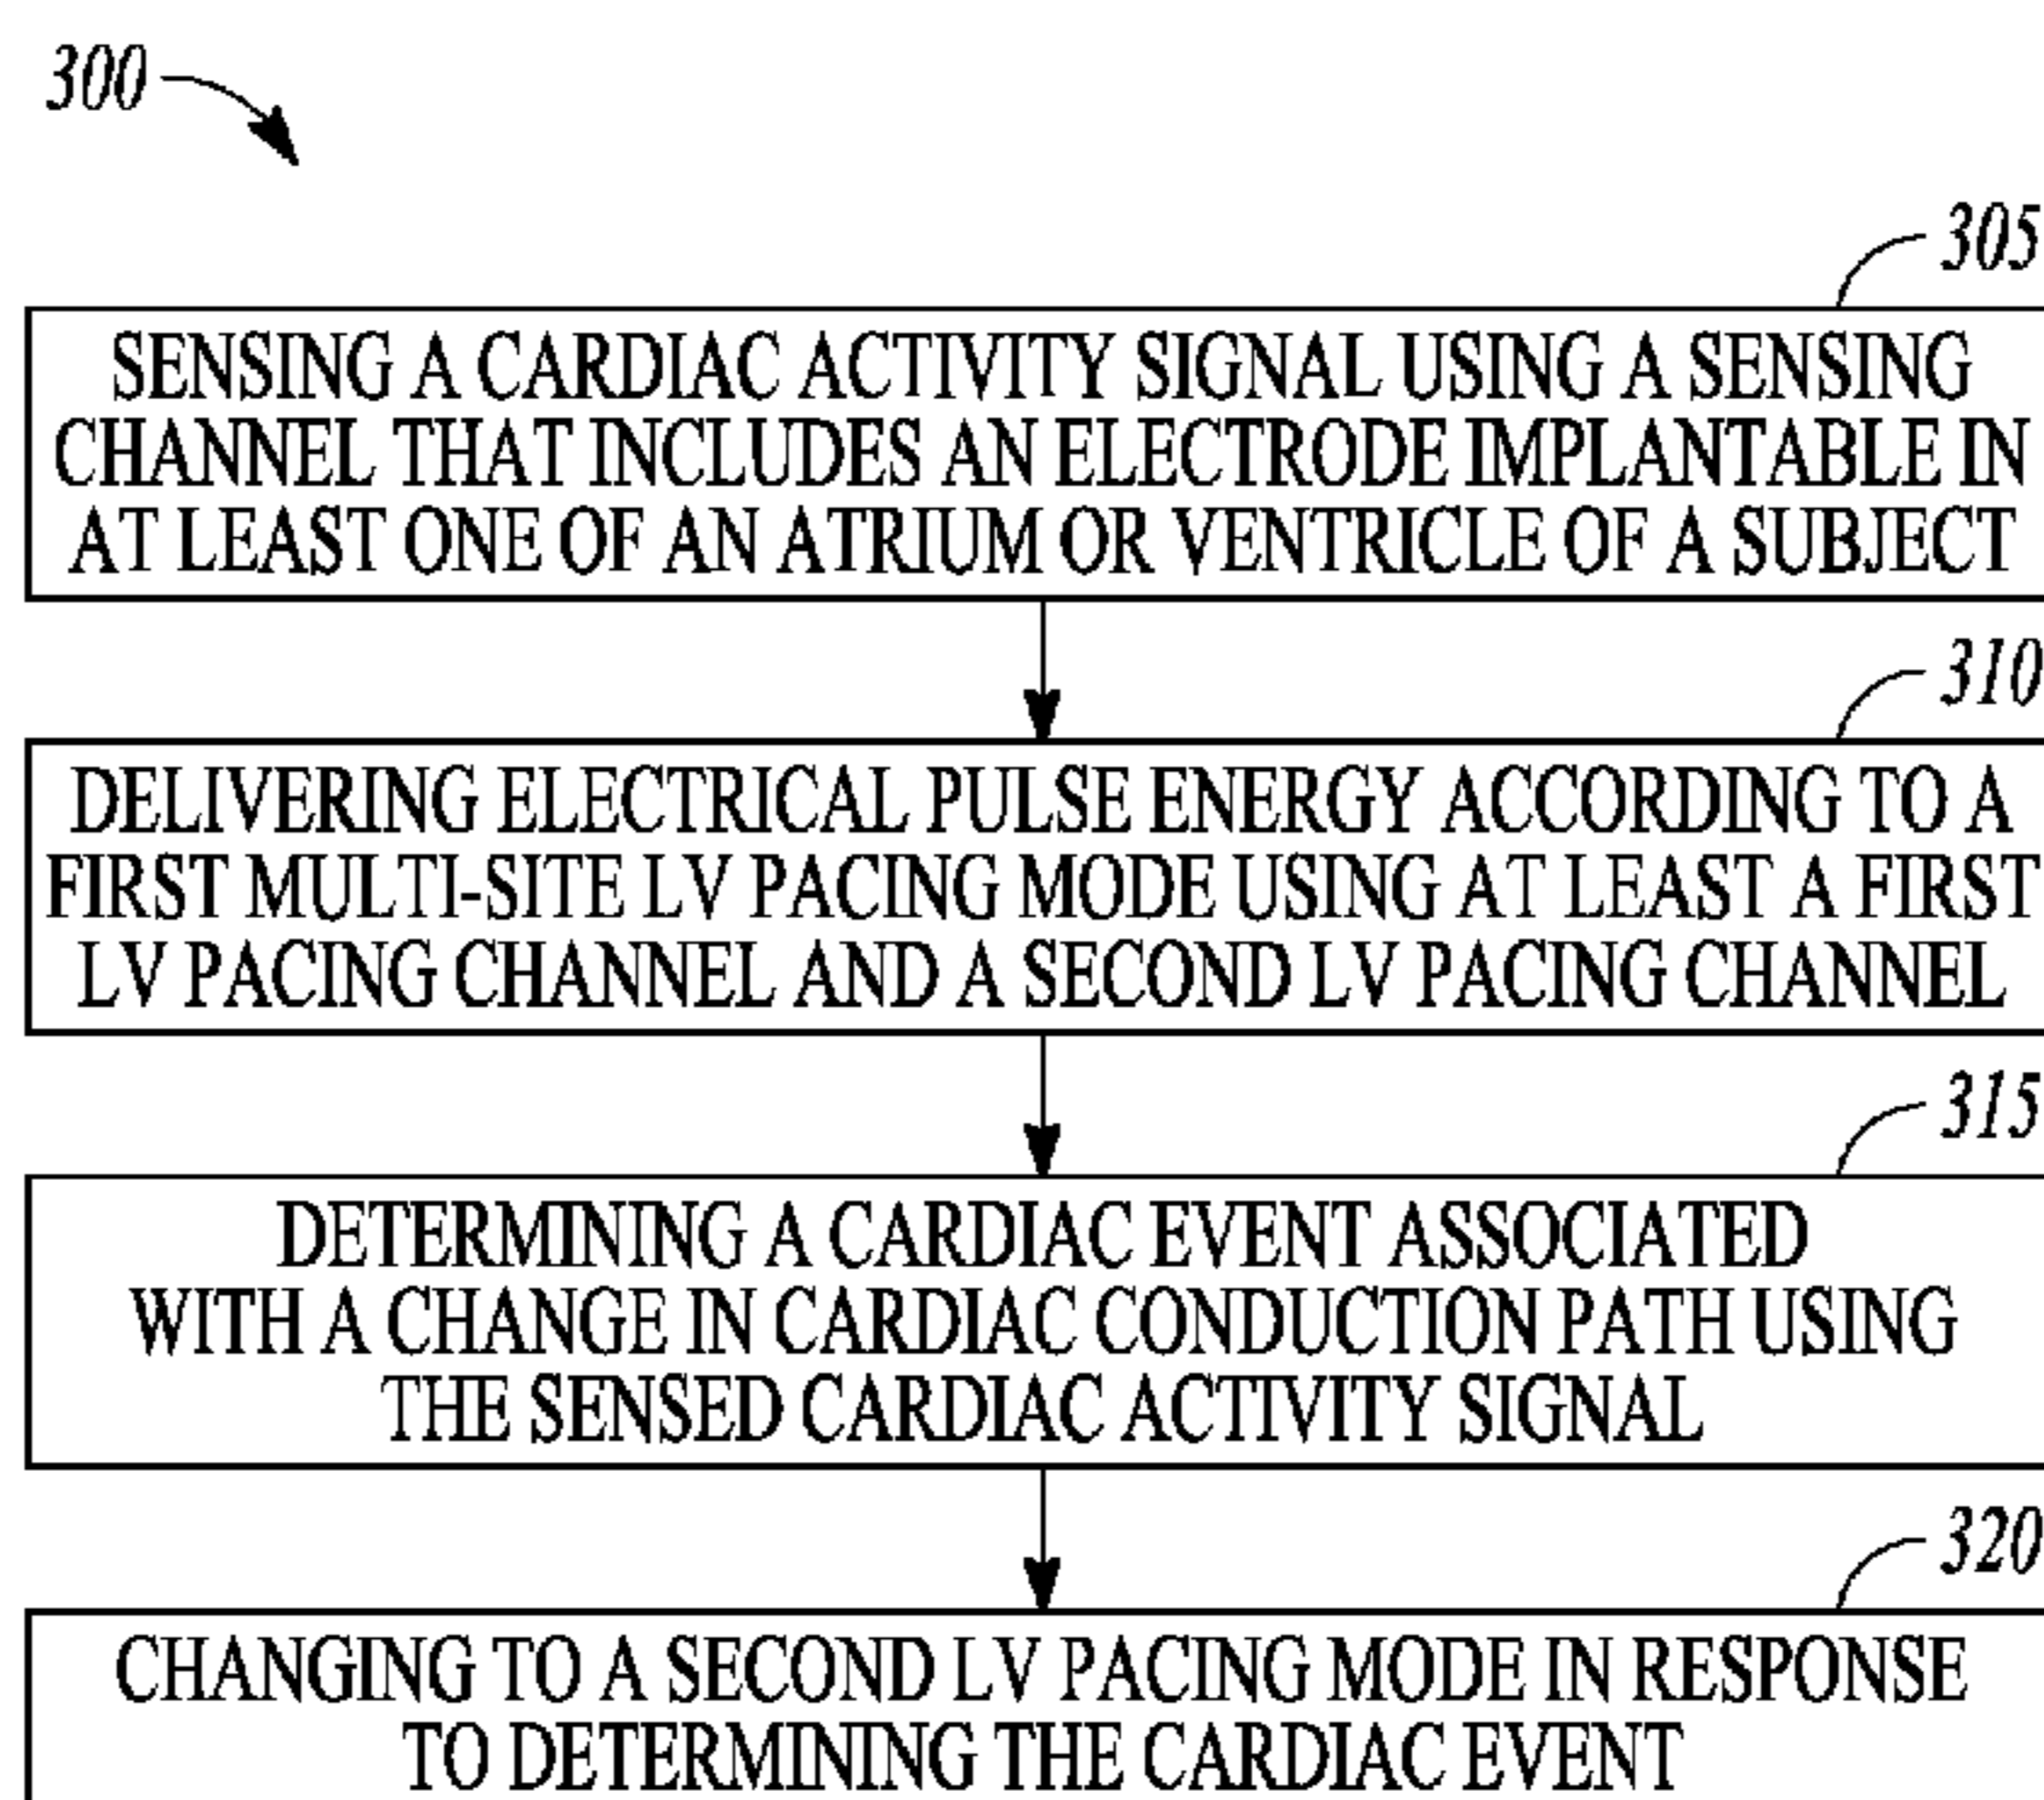 300
305
SENSING A CARDIAC ACTIVITY SIGNAL USING A SENSING
CHANNEL THAT INCLUDES AN ELECTRODE IMPLANTABLE IN
AT LEAST ONE OF AN ATRIUM OR VENTRICLE OF A SUBJECT
310
DELIVERING ELECTRICAL PULSE ENERGY ACCORDING TO A
FIRST MULTI-SITE LV PACING MODE USING AT LEAST A FIRST
LV PACING CHANNEL AND A SECOND LV PACING CHANNEL
315
DETERMINING A CARDIAC EVENT ASSOCIATED
WITH A CHANGE IN CARDIAC CONDUCTION PATH USING
THE SENSED CARDIAC ACTIVITY SIGNAL
320
CHANGING TO A SECOND LV PACING MODE IN RESPONSE
TO DETERMINING THE CARDIAC EVENT